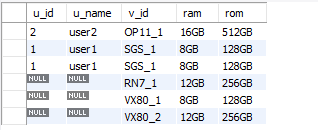 u_id u_name v_id ram rom
2 user2 OP11_1 16GB 512GB
1 user1 SGS_1 8GB 128GB
1 user1 SGS_1 8GB 128GB
NULL NULL RN7_1 12GB 256GB
NULL NULL VX80_1 8GB 128GB
NULL NULL VX80_2 12GB 256GB